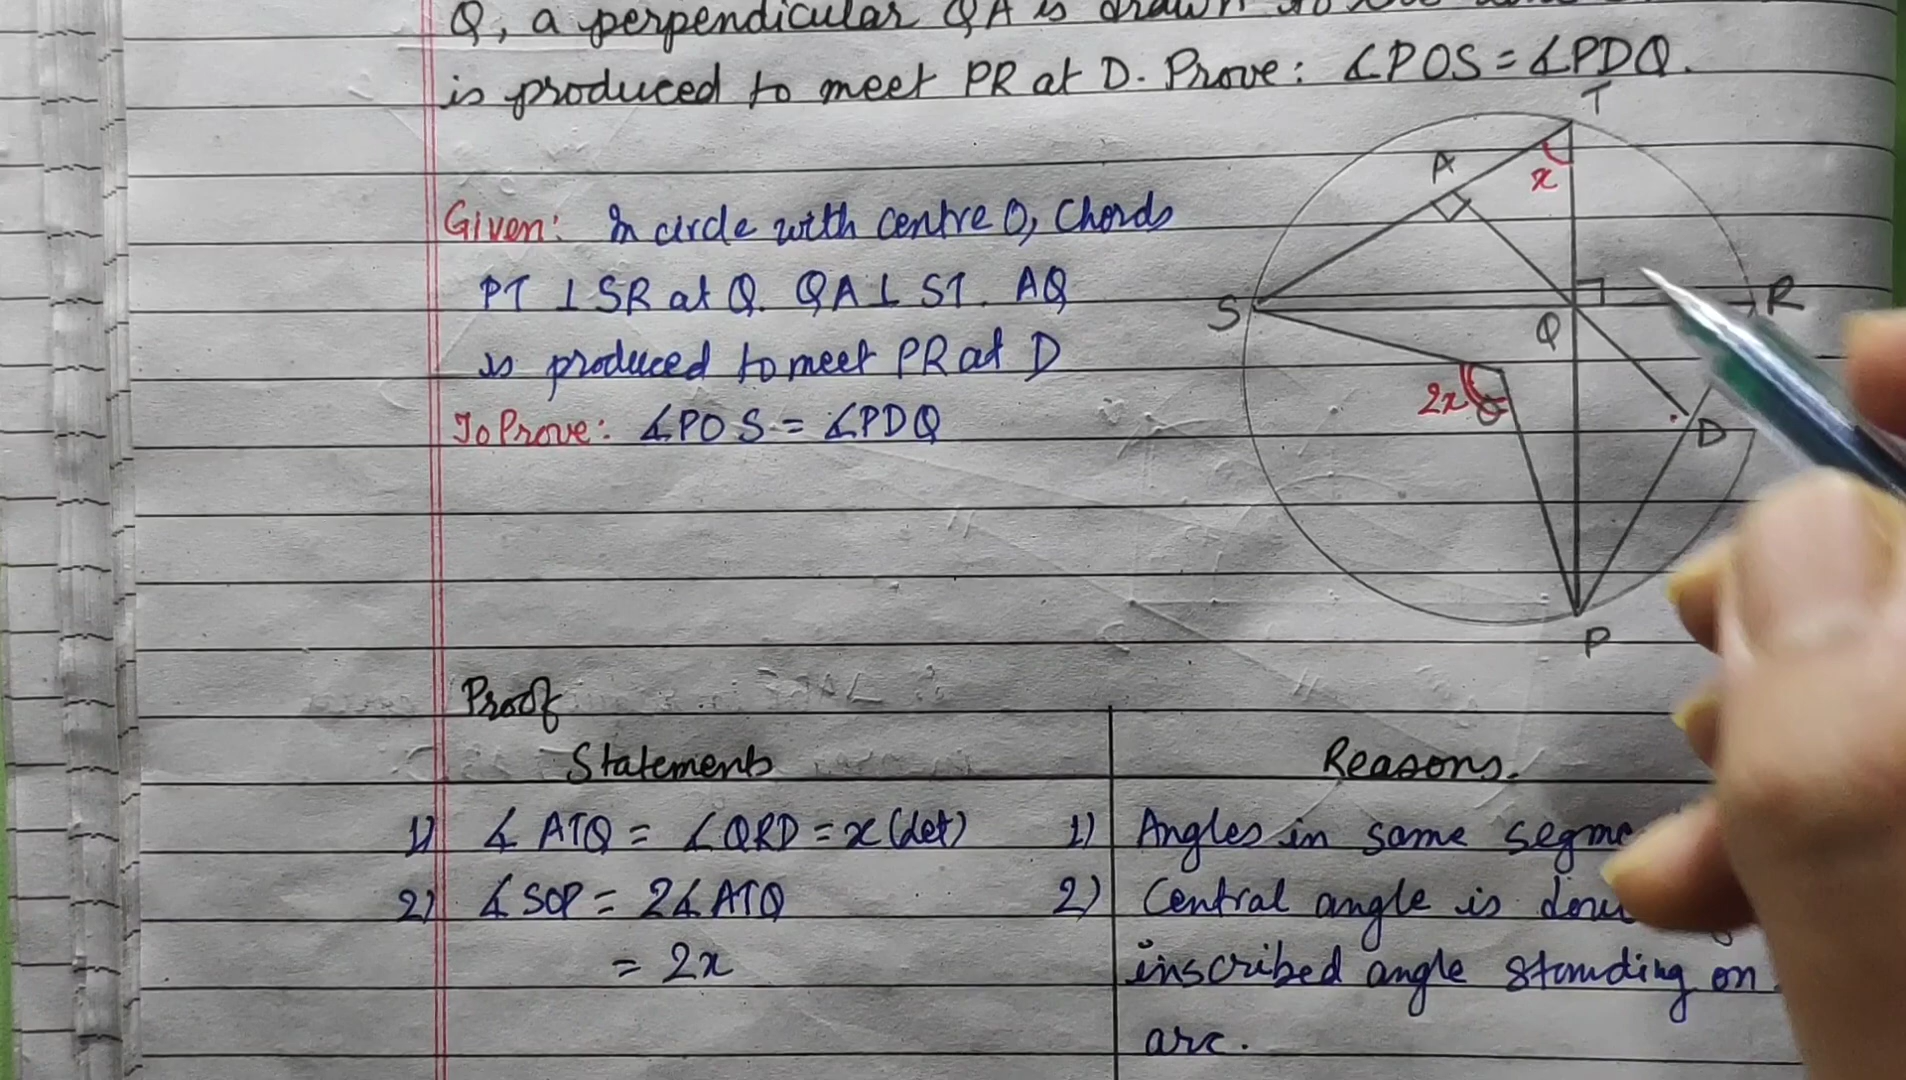 Q, a perpendicular QA is drawn to the
is produced to meet PR at D. Prove: ∡POS = ∡PDQ.
T
A
x
Given: In circle with centre O, Chords
PT ⊥ SR at Q. QA ⊥ ST. AQ
S
R
Q
is produced to meet PR at D
2x
O
D
To Prove: ∡POS = ∡PDQ
P
Proof
Statements
Reasons.
1) ∡ATQ = ∡QRD = x (let)
1) Angles in same
2) ∡SOP = 2∡ATQ
2) Central angle is
= 2x
inscribed angle standing on
arc.